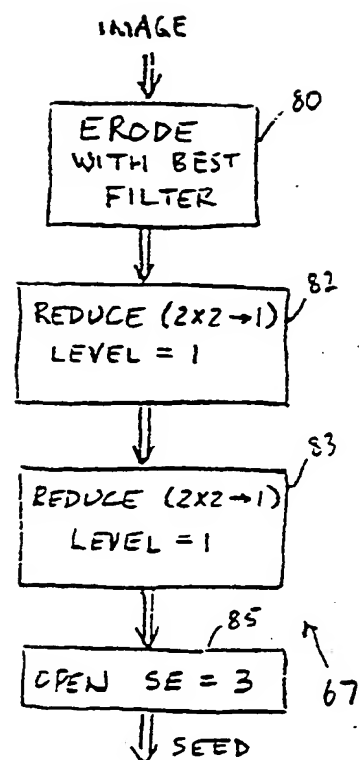 IMAGE
80
ERODE
WITH BEST
FILTER
82
REDUCE (2x2→1)
LEVEL = 1
83
REDUCE (2x2→1)
LEVEL = 1
85
OPEN SE = 3
67
SEED